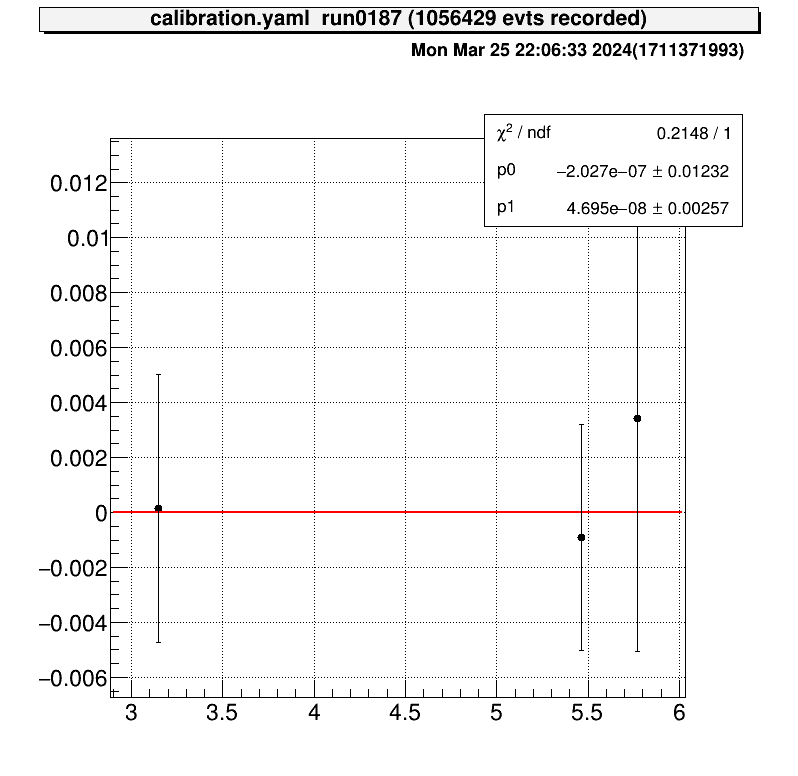 calibration.yaml run0187 (1056429 evts recorded)
Mon Mar 25 22:06:33 2024(1711371993)
χ² / ndf 0.2148 / 1
p0 −2.027e−07 ± 0.01232
p1 4.695e−08 ± 0.00257
0.012
0.01
0.008
0.006
0.004
0.002
0
−0.002
−0.004
−0.006
3 3.5 4 4.5 5 5.5 6